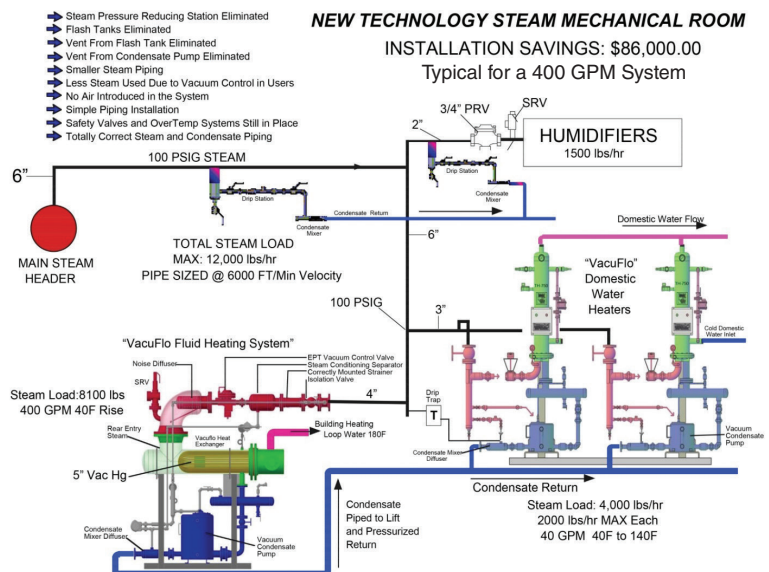 Steam Pressure Reducing Station Eliminated
Flash Tanks Eliminated
Vent From Flash Tank Eliminated
Vent From Condensate Pump Eliminated
Smaller Steam Piping
Less Steam Used Due to Vacuum Control in Users
No Air Introduced in the System
Simple Piping Installation
Safety Valves and OverTemp Systems Still in Place
Totally Correct Steam and Condensate Piping
NEW TECHNOLOGY STEAM MECHANICAL ROOM
INSTALLATION SAVINGS: $86,000.00
Typical for a 400 GPM System
3/4" PRV
SRV
2"
HUMIDIFIERS
1500 lbs/hr
100 PSIG STEAM
6"
Drip Station
Condensate
Mixer
Drip Station
Condensate
Mixer
Condensate Return
MAIN STEAM
HEADER
TOTAL STEAM LOAD
MAX: 12,000 lbs/hr
PIPE SIZED @ 6000 FT/Min Velocity
6"
Domestic Water Flow
"VacuFlo"
Domestic
Water
Heaters
Cold Domestic
Water Inlet
100 PSIG
3"
"VacuFlo Fluid Heating System"
Noise Diffuser
SRV
EPT Vacuum Control Valve
Steam Conditioning Separator
Correctly Mounted Strainer
Isolation Valve
4"
Steam Load:8100 lbs
400 GPM 40F Rise
Rear Entry
Steam
Vacuflo Heat
Exchanger
5" Vac Hg
Building Heating
Loop Water 180F
Drip
Trap
T
Condensate Mixer
Diffuser
Vacuum
Condensate
Pump
Condensate Return
Condensate
Piped to Lift
and Pressurized
Return
Steam Load: 4,000 lbs/hr
2000 lbs/hr MAX Each
40 GPM 40F to 140F
Condensate
Mixer Diffuser
Vacuum
Condensate
Pump